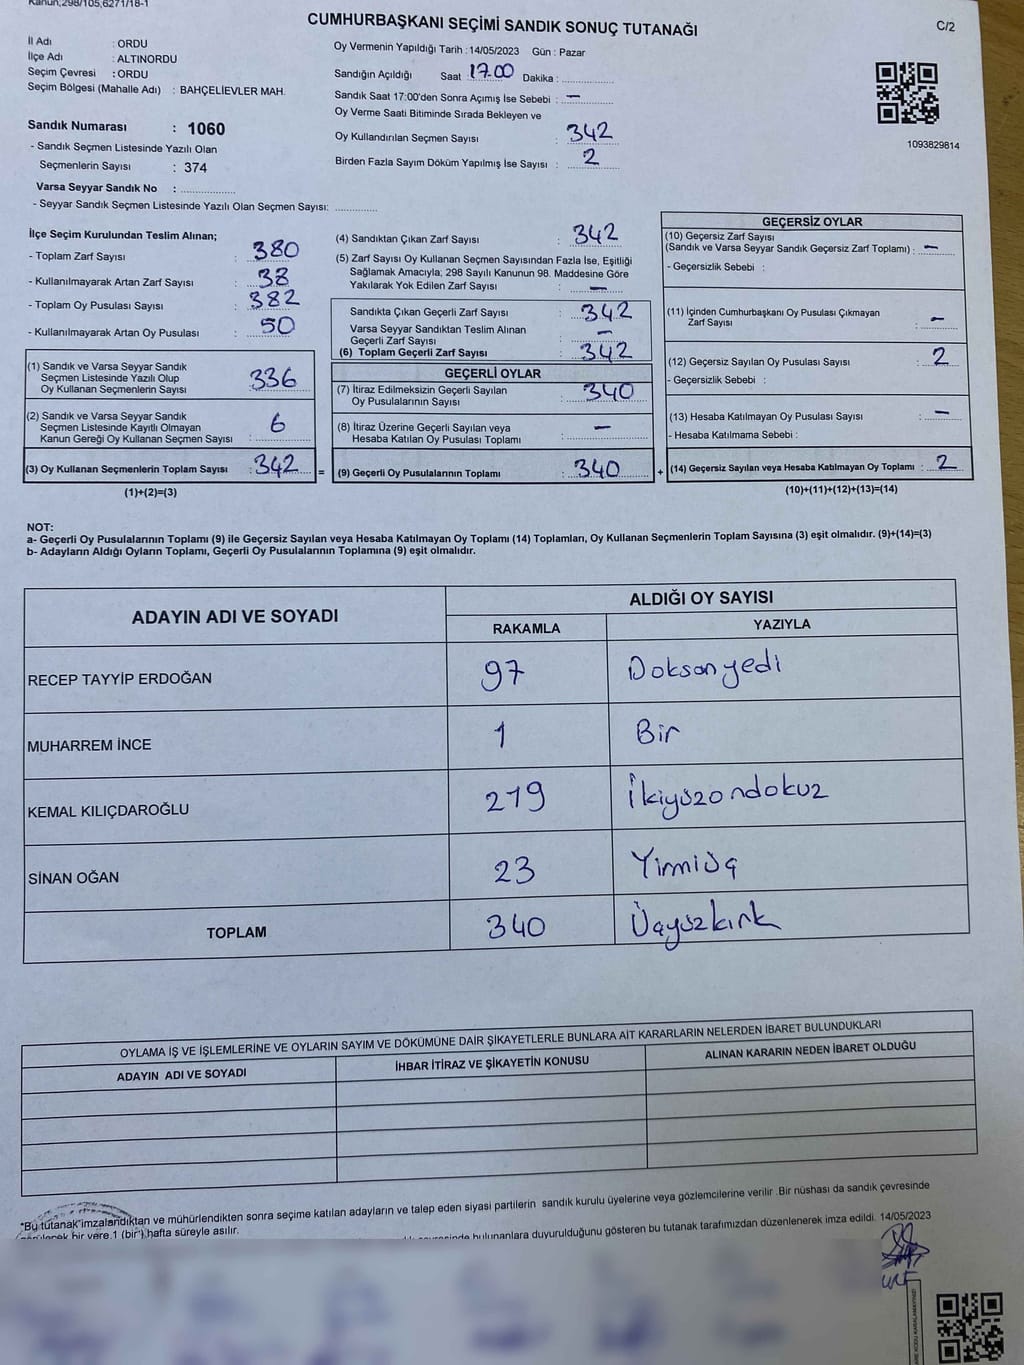 Kanun,298/105,6271/18-1
CUMHURBAŞKANI SEÇİMİ SANDIK SONUÇ TUTANAĞI
C/2
İl Adı : ORDU
İlçe Adı : ALTINORDU
Seçim Çevresi : ORDU
Seçim Bölgesi (Mahalle Adı) : BAHÇELİEVLER MAH.
Oy Vermenin Yapıldığı Tarih : 14/05/2023 Gün : Pazar
Sandığın Açıldığı Saat 17.00 Dakika :
Sandık Saat 17:00'den Sonra Açımış İse Sebebi : —
Oy Verme Saati Bitiminde Sırada Bekleyen ve
Oy Kullandırılan Seçmen Sayısı : 342
Birden Fazla Sayım Döküm Yapılmış İse Sayısı : 2
1093829814
Sandık Numarası : 1060
- Sandık Seçmen Listesinde Yazılı Olan
Seçmenlerin Sayısı : 374
Varsa Seyyar Sandık No :
- Seyyar Sandık Seçmen Listesinde Yazılı Olan Seçmen Sayısı:
İlçe Seçim Kurulundan Teslim Alınan;
- Toplam Zarf Sayısı : 380
- Kullanılmayarak Artan Zarf Sayısı : 38
- Toplam Oy Pusulası Sayısı : 382
- Kullanılmayarak Artan Oy Pusulası : 50
(1) Sandık ve Varsa Seyyar Sandık
Seçmen Listesinde Yazılı Olup
Oy Kullanan Seçmenlerin Sayısı : 336
(2) Sandık ve Varsa Seyyar Sandık
Seçmen Listesinde Kayıtlı Olmayan
Kanun Gereği Oy Kullanan Seçmen Sayısı : 6
(3) Oy Kullanan Seçmenlerin Toplam Sayısı : 342 =
(1)+(2)=(3)
(4) Sandıktan Çıkan Zarf Sayısı : 342
(5) Zarf Sayısı Oy Kullanan Seçmen Sayısından Fazla İse, Eşitliği
Sağlamak Amacıyla; 298 Sayılı Kanunun 98. Maddesine Göre
Yakılarak Yok Edilen Zarf Sayısı : —
Sandıkta Çıkan Geçerli Zarf Sayısı : 342
Varsa Seyyar Sandıktan Teslim Alınan
Geçerli Zarf Sayısı : —
(6) Toplam Geçerli Zarf Sayısı : 342
GEÇERLİ OYLAR
(7) İtiraz Edilmeksizin Geçerli Sayılan
Oy Pusulalarının Sayısı : 340
(8) İtiraz Üzerine Geçerli Sayılan veya
Hesaba Katılan Oy Pusulası Toplamı : —
(9) Geçerli Oy Pusulalarının Toplamı : 340 +
GEÇERSİZ OYLAR
(10) Geçersiz Zarf Sayısı
(Sandık ve Varsa Seyyar Sandık Geçersiz Zarf Toplamı) : —
- Geçersizlik Sebebi :
(11) İçinden Cumhurbaşkanı Oy Pusulası Çıkmayan
Zarf Sayısı : —
(12) Geçersiz Sayılan Oy Pusulası Sayısı : 2
- Geçersizlik Sebebi :
(13) Hesaba Katılmayan Oy Pusulası Sayısı : —
- Hesaba Katılmama Sebebi :
(14) Geçersiz Sayılan veya Hesaba Katılmayan Oy Toplamı : 2
(10)+(11)+(12)+(13)=(14)
NOT:
a- Geçerli Oy Pusulalarının Toplamı (9) ile Geçersiz Sayılan veya Hesaba Katılmayan Oy Toplamı (14) Toplamları, Oy Kullanan Seçmenlerin Toplam Sayısına (3) eşit olmalıdır. (9)+(14)=(3)
b- Adayların Aldığı Oyların Toplamı, Geçerli Oy Pusulalarının Toplamına (9) eşit olmalıdır.
ADAYIN ADI VE SOYADI
ALDIĞI OY SAYISI
RAKAMLA YAZIYLA
RECEP TAYYİP ERDOĞAN 97 Doksanyedi
MUHARREM İNCE 1 Bir
KEMAL KILIÇDAROĞLU 219 İkiyüzondokuz
SİNAN OĞAN 23 Yirmiüç
TOPLAM 340 Üçyüzkırk
OYLAMA İŞ VE İŞLEMLERİNE VE OYLARIN SAYIM VE DÖKÜMÜNE DAİR ŞİKAYETLERLE BUNLARA AİT KARARLARIN NELERDEN İBARET BULUNDUKLARI
ADAYIN ADI VE SOYADI İHBAR İTİRAZ VE ŞİKAYETİN KONUSU ALINAN KARARIN NEDEN İBARET OLDUĞU
*Bu tutanak imzalandıktan ve mühürlendikten sonra seçime katılan adayların ve talep eden siyasi partilerin sandık kurulu üyelerine veya gözlemcilerine verilir .Bir nüshası da sandık çevresinde
bir yere 1 (bir) hafta süreyle asılır.
bulunanlara duyurulduğunu gösteren bu tutanak tarafımızdan düzenlenerek imza edildi. 14/05/2023